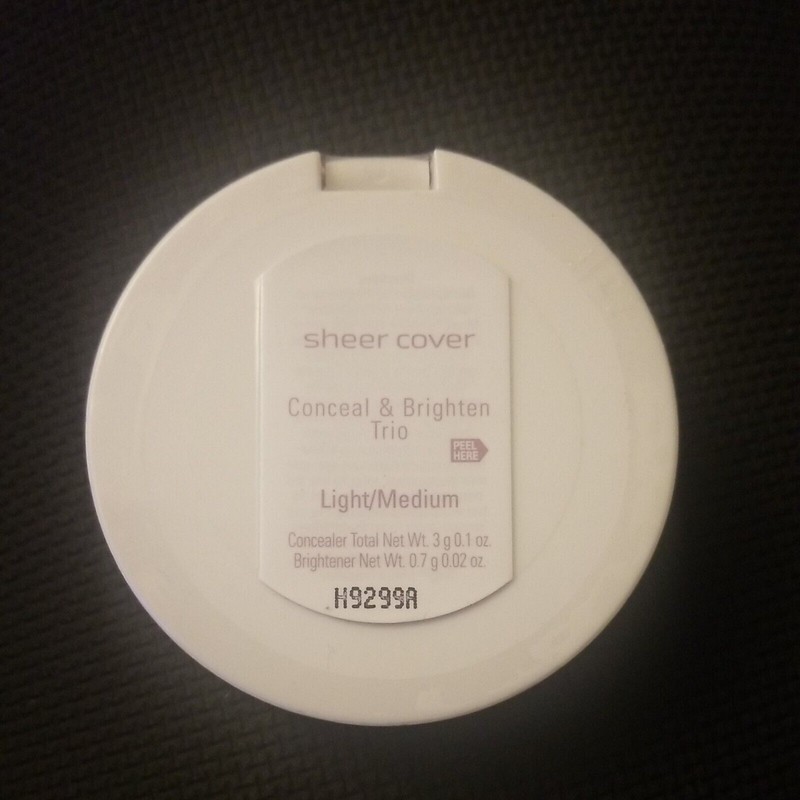 sheer cover
Conceal & Brighten
Trio
PEEL
HERE
Light/Medium
Concealer Total Net Wt. 3 g 0.1 oz.
Brightener Net Wt. 0.7 g 0.02 oz.
H9299A